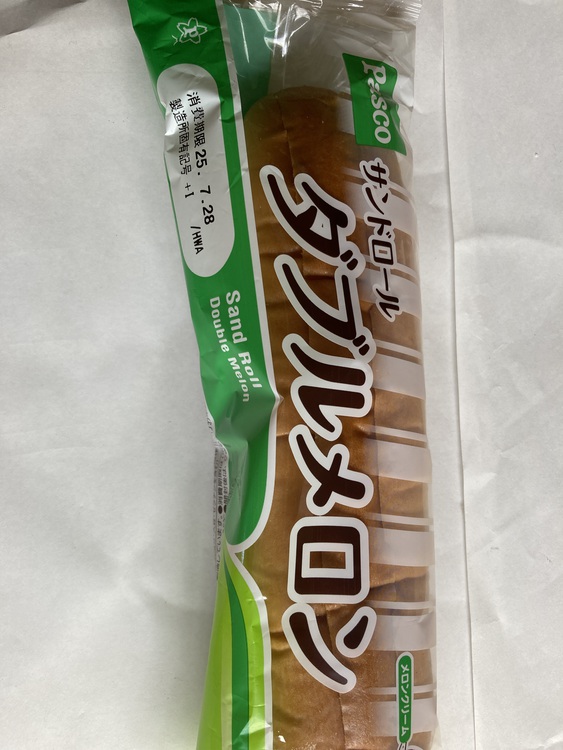 Pasco
サンドロール
ダブルメロン
消費期限25. 7.28
製造所固有記号 +I /HWA
Sand Roll
Double Melon
メロンクリーム